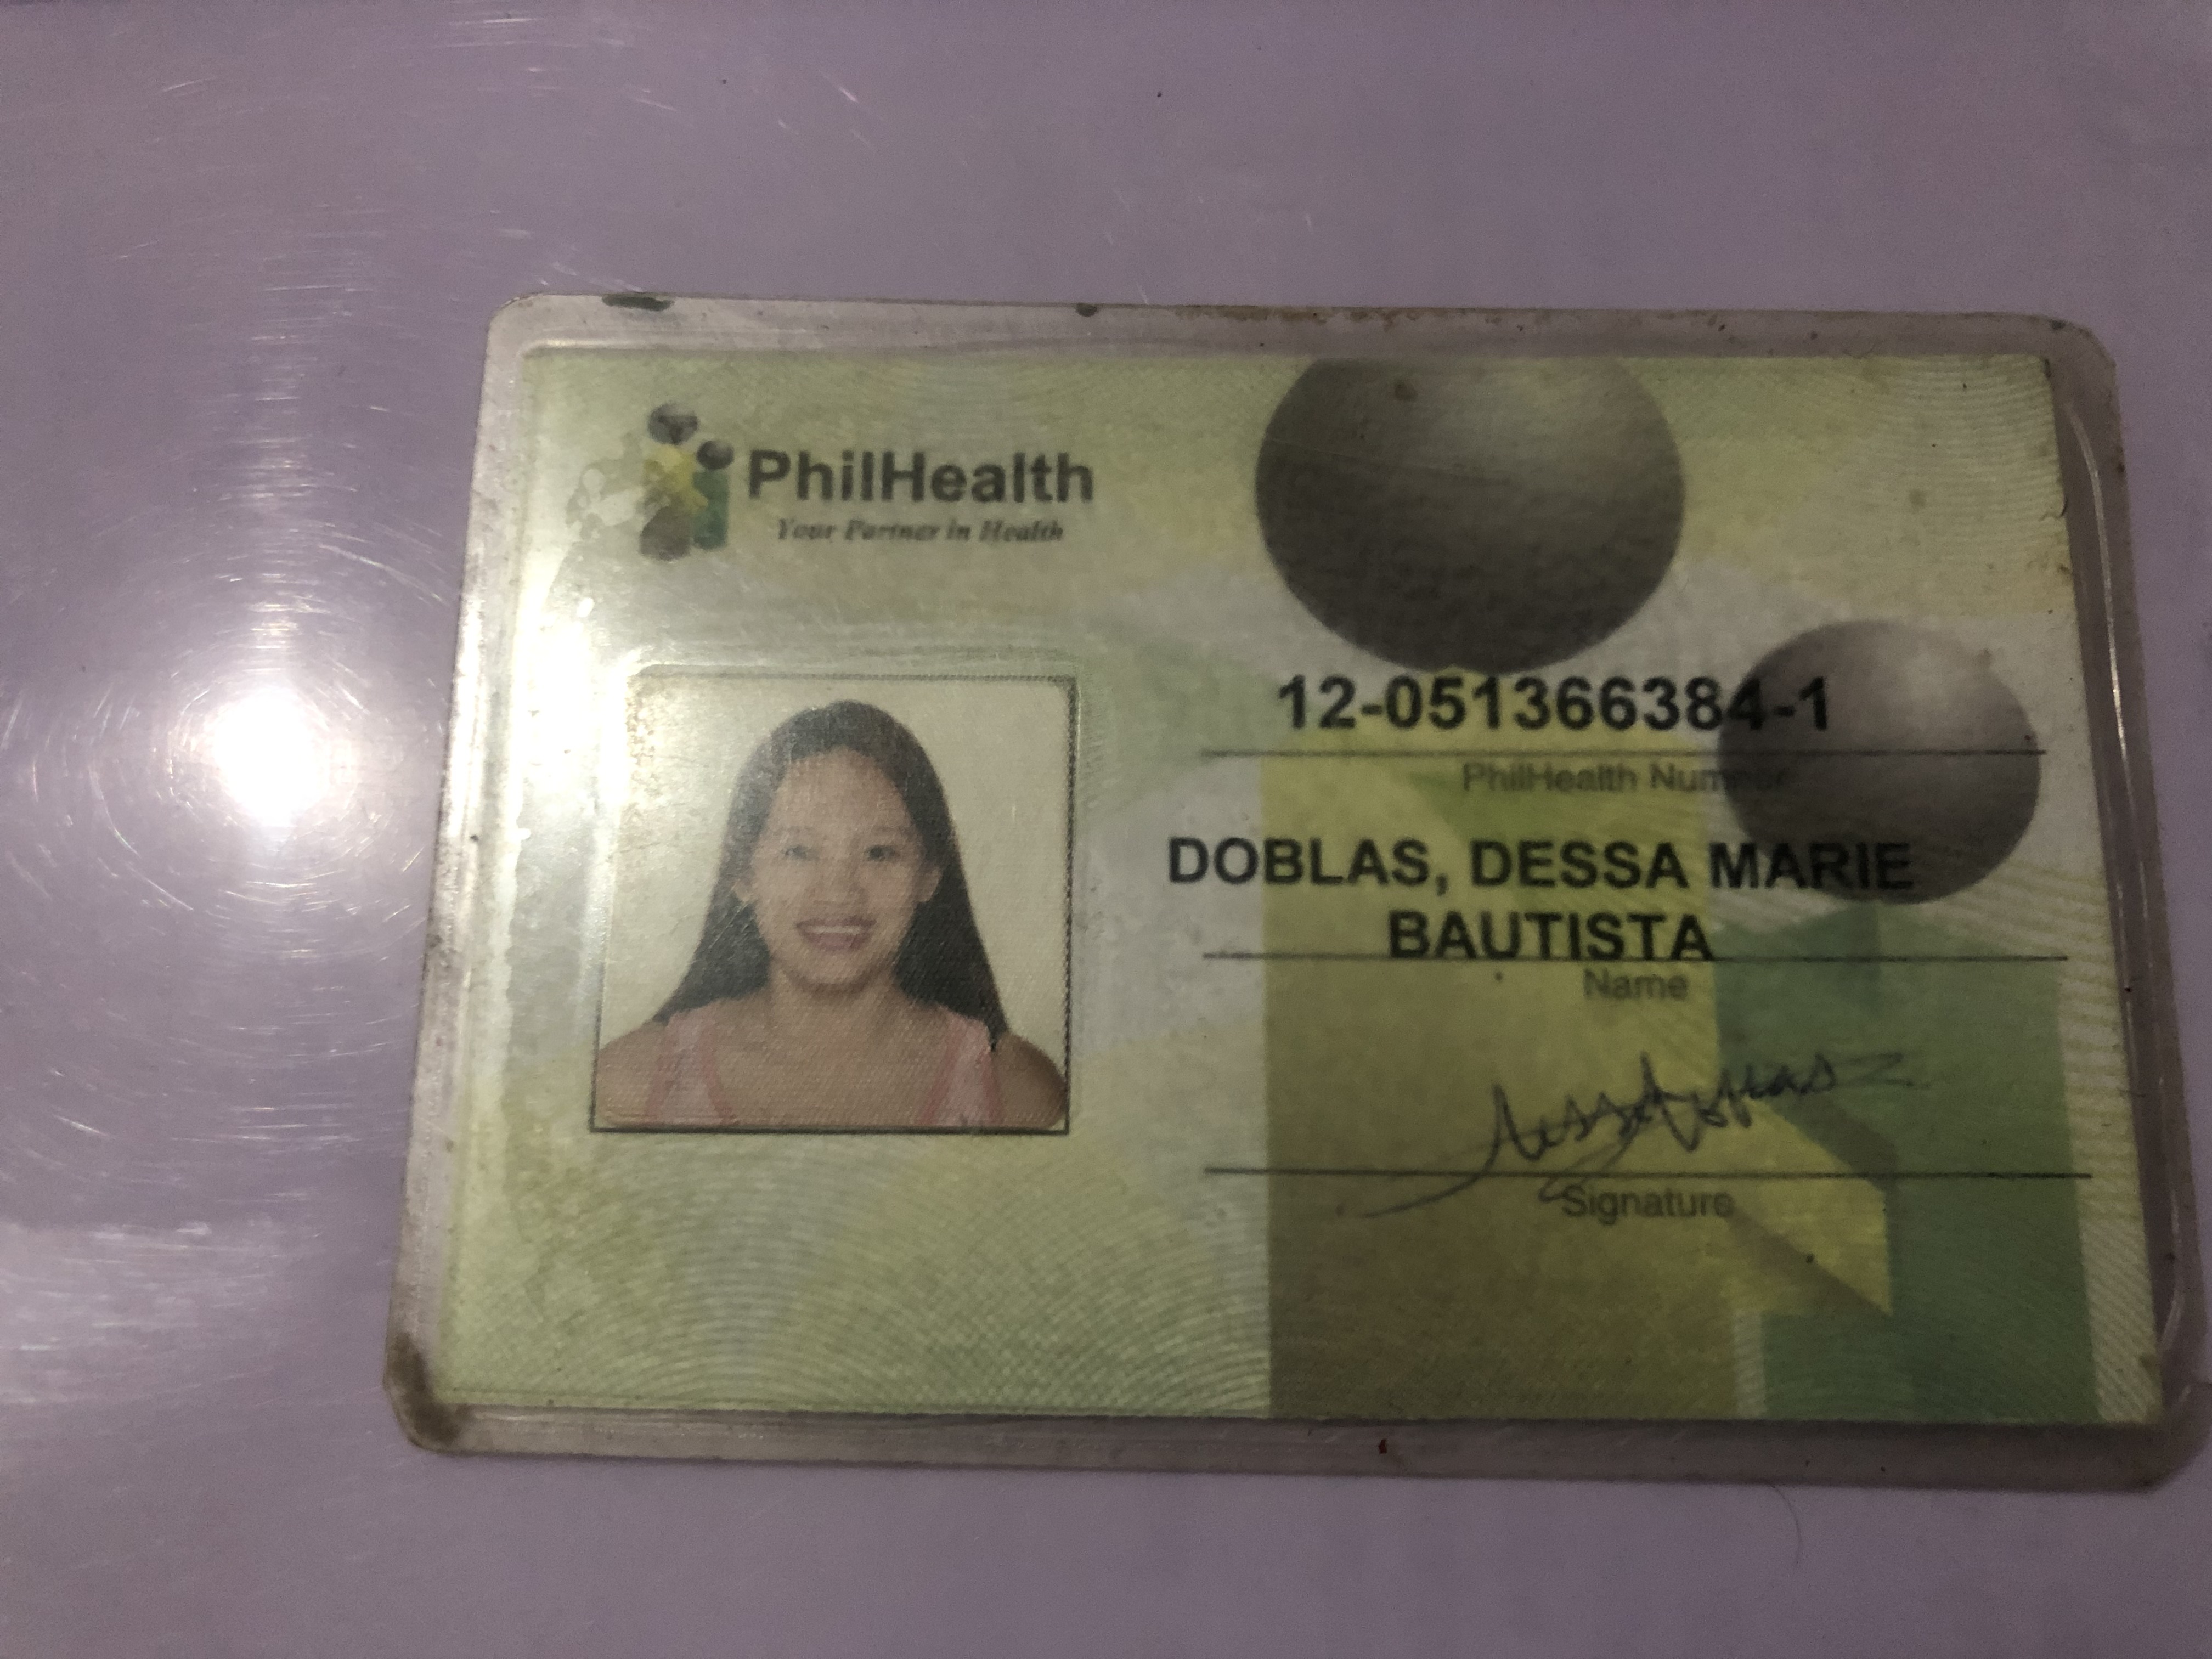 PhilHealth
Your Partner in Health
12-051366384-1
PhilHealth Number
DOBLAS, DESSA MARIE
BAUTISTA
Name
Signature